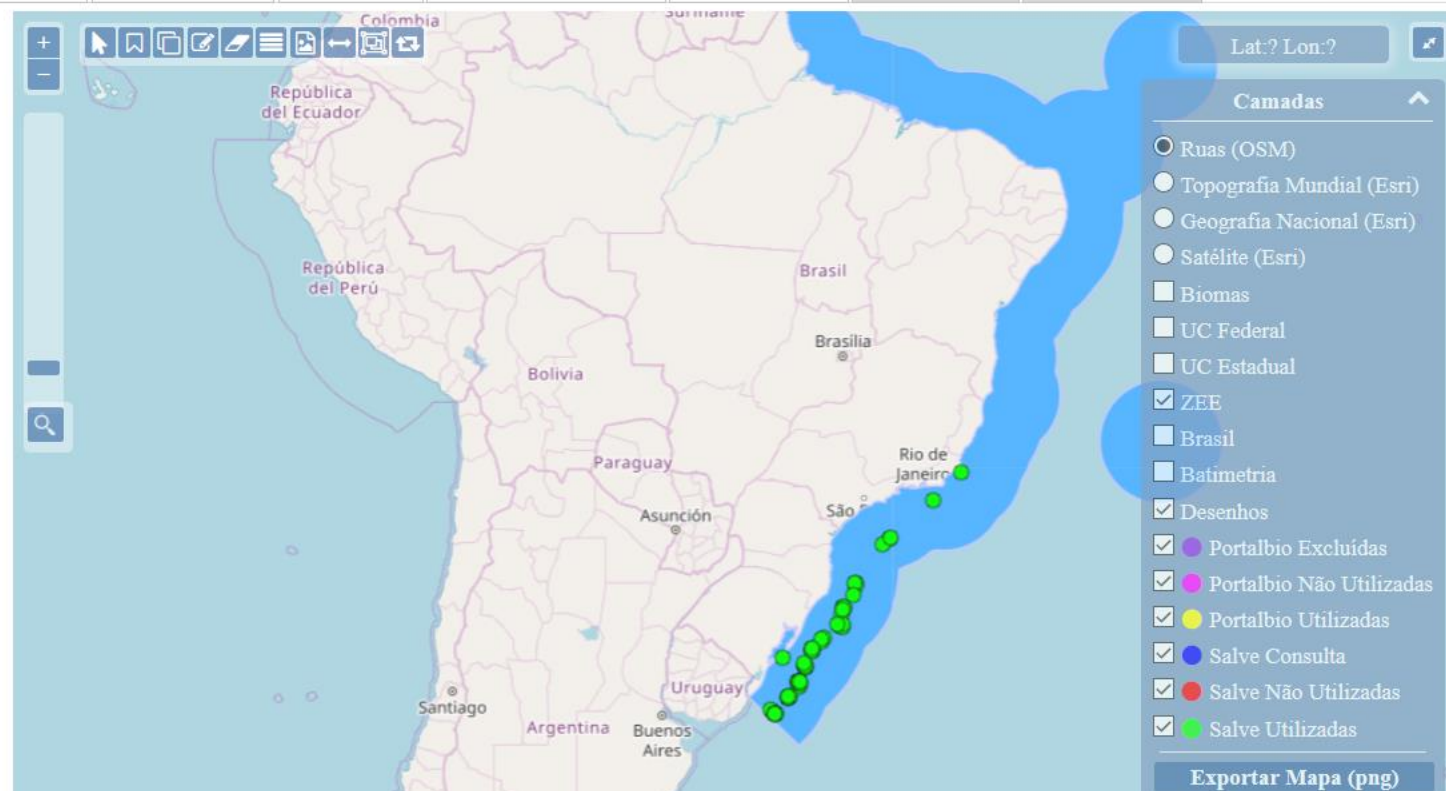 Colombia
Suriname
+
−
Lat:? Lon:?
República
del Ecuador
Camadas
Ruas (OSM)
Topografia Mundial (Esri)
Geografia Nacional (Esri)
Satélite (Esri)
Biomas
UC Federal
UC Estadual
ZEE
Brasil
Batimetria
Desenhos
Portalbio Excluídas
Portalbio Não Utilizadas
Portalbio Utilizadas
Salve Consulta
Salve Não Utilizadas
Salve Utilizadas
Exportar Mapa (png)
República
del Perú
Brasil
Brasília
Bolivia
Paraguay
Rio de
Janeiro
São
Asunción
Uruguay
Santiago
Argentina
Buenos
Aires